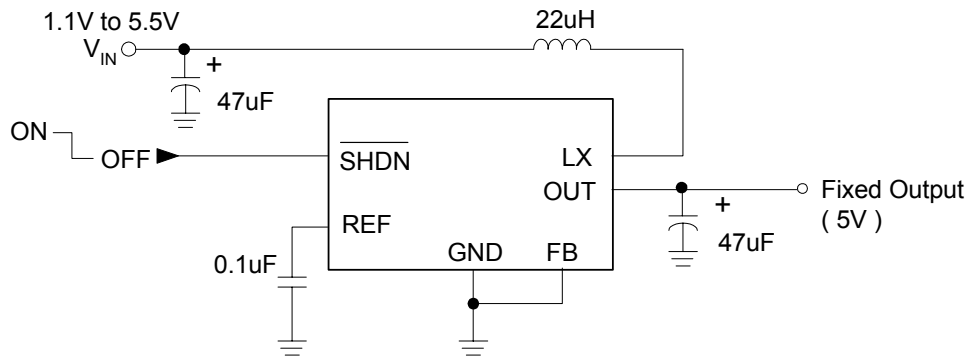 1.1V to 5.5V
22uH
VIN
+
47uF
ON
OFF
SHDN
LX
OUT
Fixed Output
( 5V )
REF
+
47uF
GND FB
0.1uF